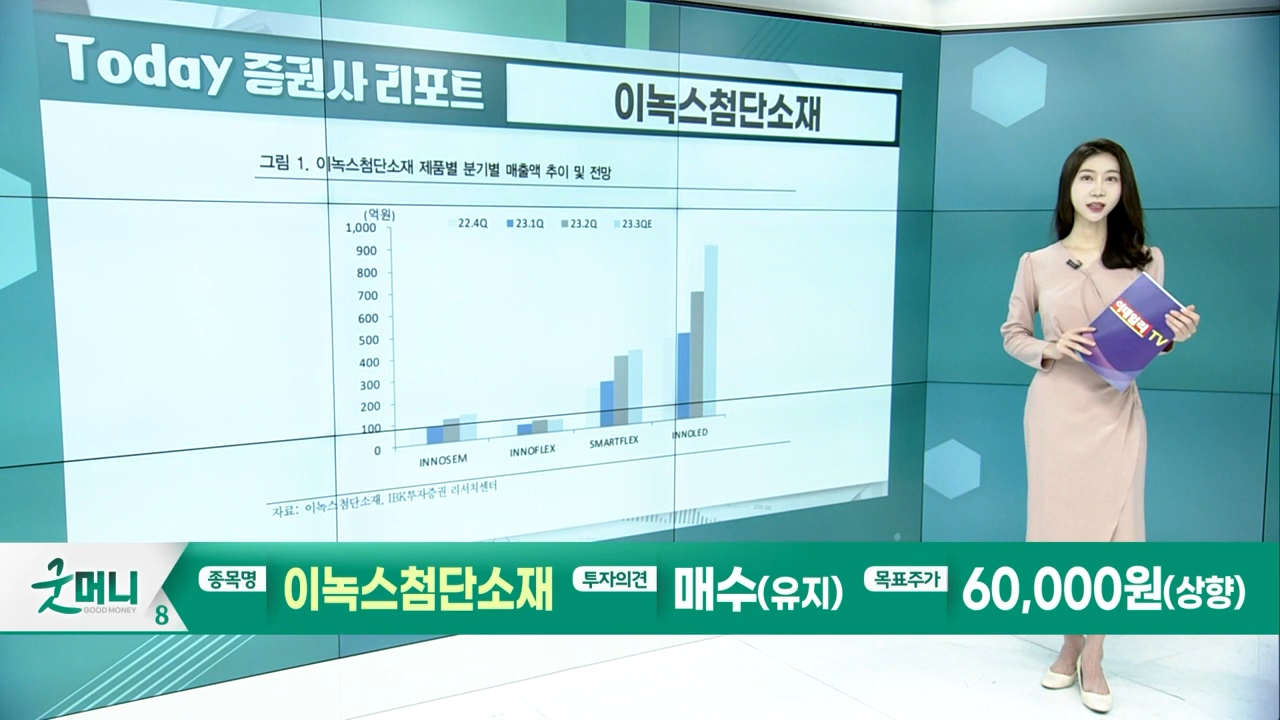 Today 증권사 리포트
이녹스첨단소재
그림 1. 이녹스첨단소재 제품별 분기별 매출액 추이 및 전망
(억원)
22.4Q 23.1Q 23.2Q 23.3QE
1,000
900
800
700
600
500
400
300
200
100
0
INNOSEM INNOFLEX SMARTFLEX INNOLED
자료: 이녹스첨단소재, IBK투자증권 리서치센터
이데일리 TV
굿머니
GOOD MONEY
8
종목명 이녹스첨단소재 투자의견 매수(유지) 목표주가 60,000원(상향)